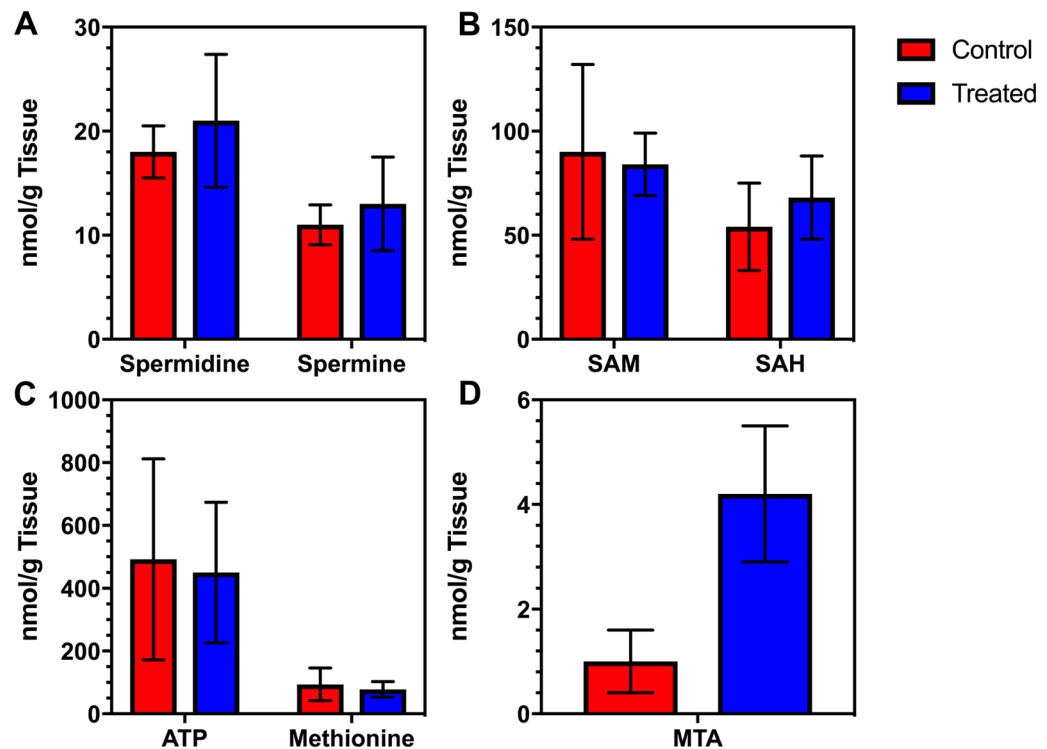 A
nmol/g Tissue
30
20
10
0
Spermidine
Spermine
B
nmol/g Tissue
150
100
50
0
SAM
SAH
Control
Treated
C
nmol/g Tissue
1000
800
600
400
200
0
ATP
Methionine
D
nmol/g Tissue
6
4
2
0
MTA